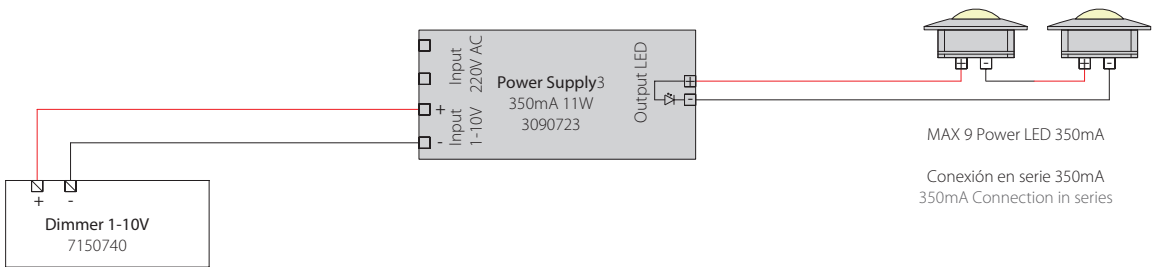 Input
220V AC
+
-
Input
1-10V
Power Supply3
350mA 11W
3090723
Output LED
+
-
+
-
+
-
MAX 9 Power LED 350mA
Conexión en serie 350mA
350mA Connection in series
+
-
Dimmer 1-10V
7150740